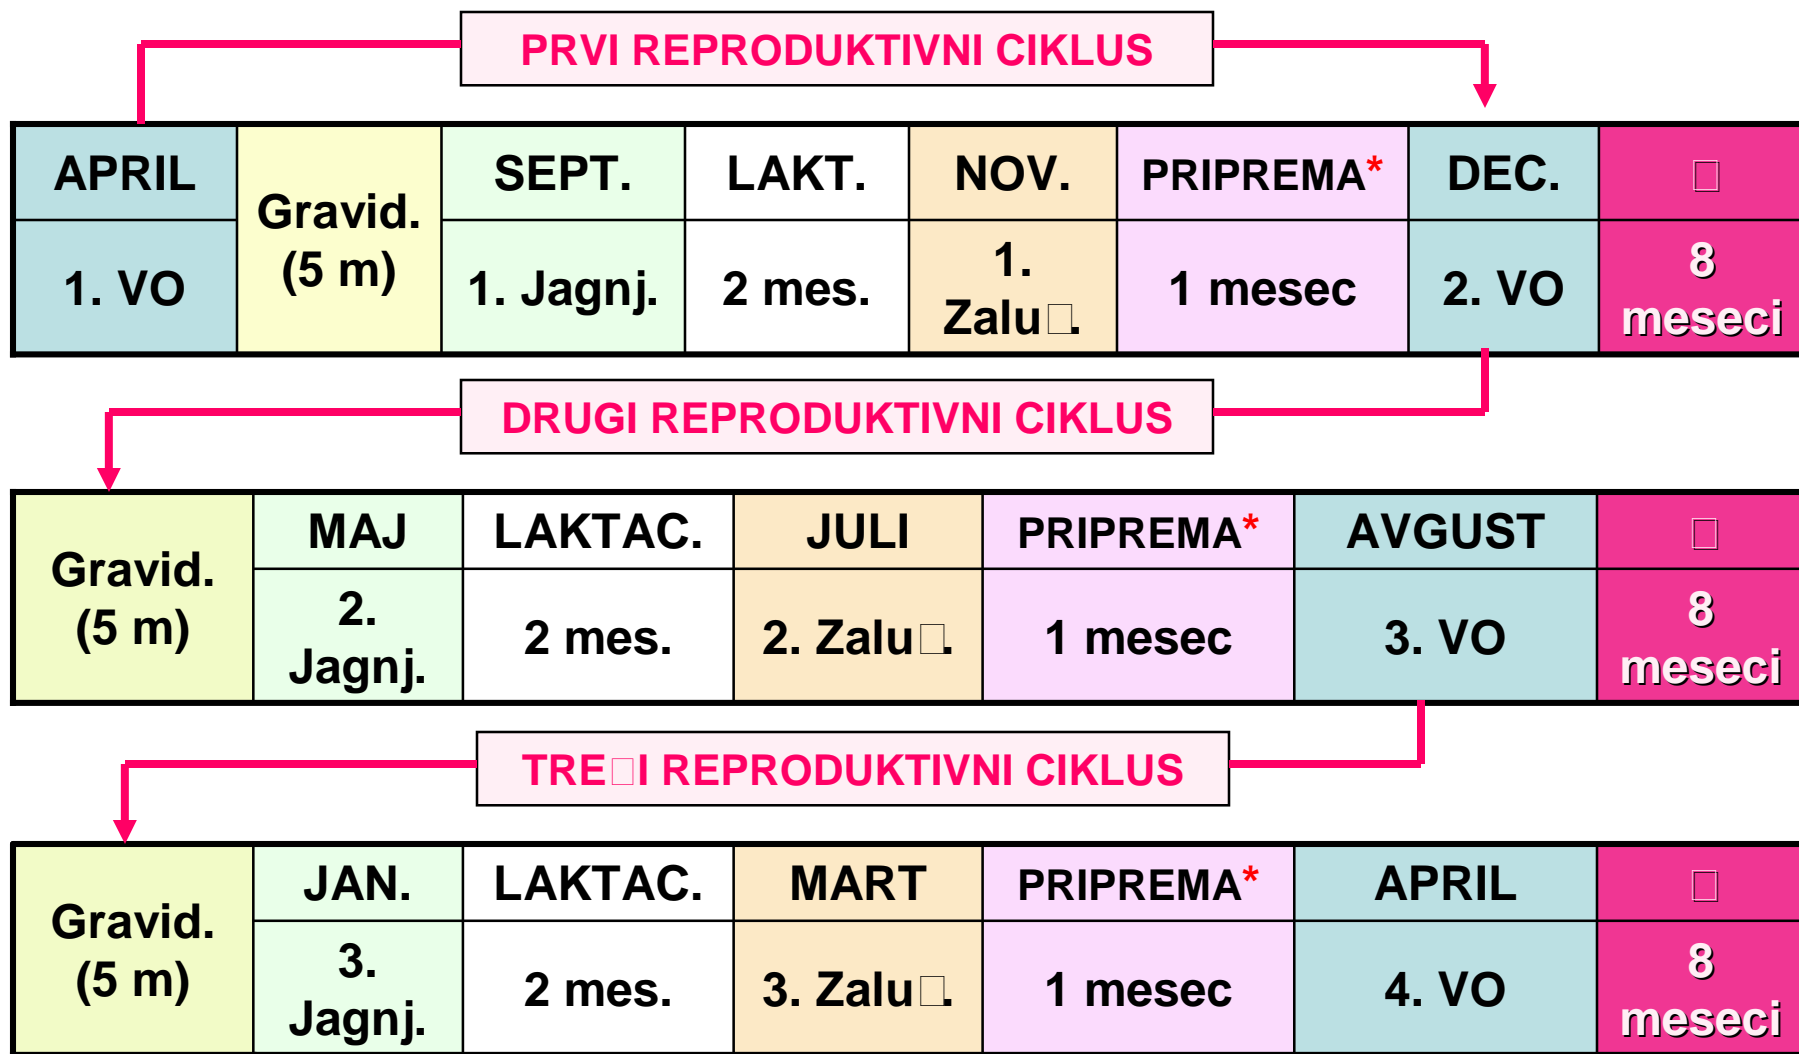 PRVI REPRODUKTIVNI CIKLUS
APRIL
Gravid.
(5 m)
SEPT.
LAKT.
NOV.
PRIPREMA*
DEC.
□
1. VO
1. Jagnj.
2 mes.
1.
Zalu□.
1 mesec
2. VO
8
meseci
DRUGI REPRODUKTIVNI CIKLUS
Gravid.
(5 m)
MAJ
LAKTAC.
JULI
PRIPREMA*
AVGUST
□
2.
Jagnj.
2 mes.
2. Zalu□.
1 mesec
3. VO
8
meseci
TRE□I REPRODUKTIVNI CIKLUS
Gravid.
(5 m)
JAN.
LAKTAC.
MART
PRIPREMA*
APRIL
□
3.
Jagnj.
2 mes.
3. Zalu□.
1 mesec
4. VO
8
meseci